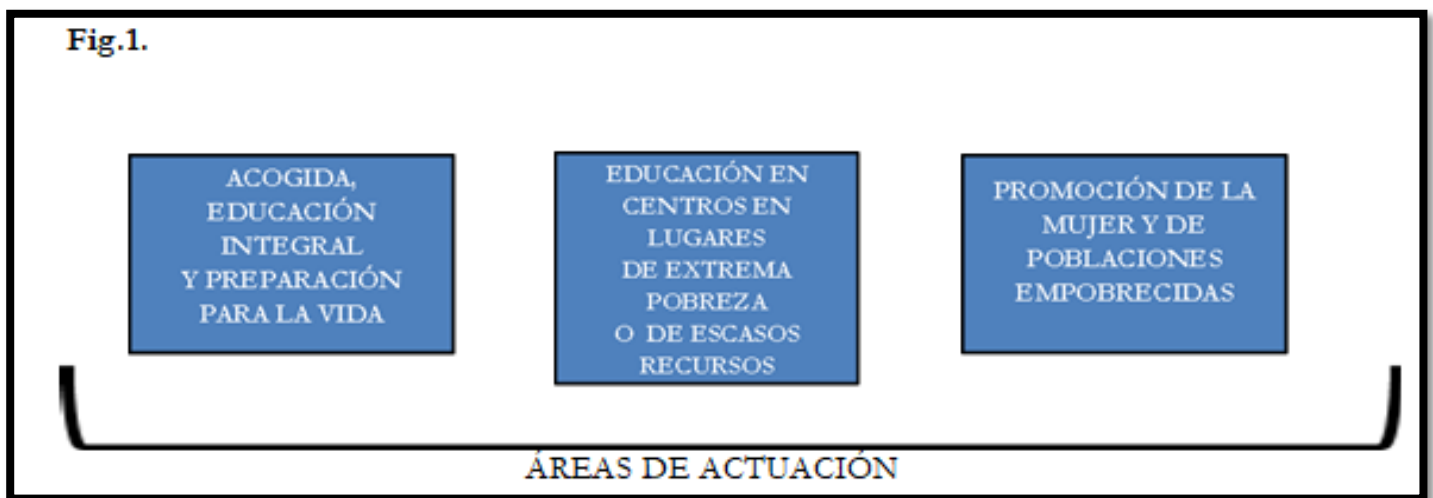 Fig.1.
ACOGIDA,
EDUCACIÓN
INTEGRAL
Y PREPARACIÓN
PARA LA VIDA
EDUCACIÓN EN
CENTROS EN
LUGARES
DE EXTREMA
POBREZA
O DE ESCASOS
RECURSOS
PROMOCIÓN DE LA
MUJER Y DE
POBLACIONES
EMPOBRECIDAS
ÁREAS DE ACTUACIÓN